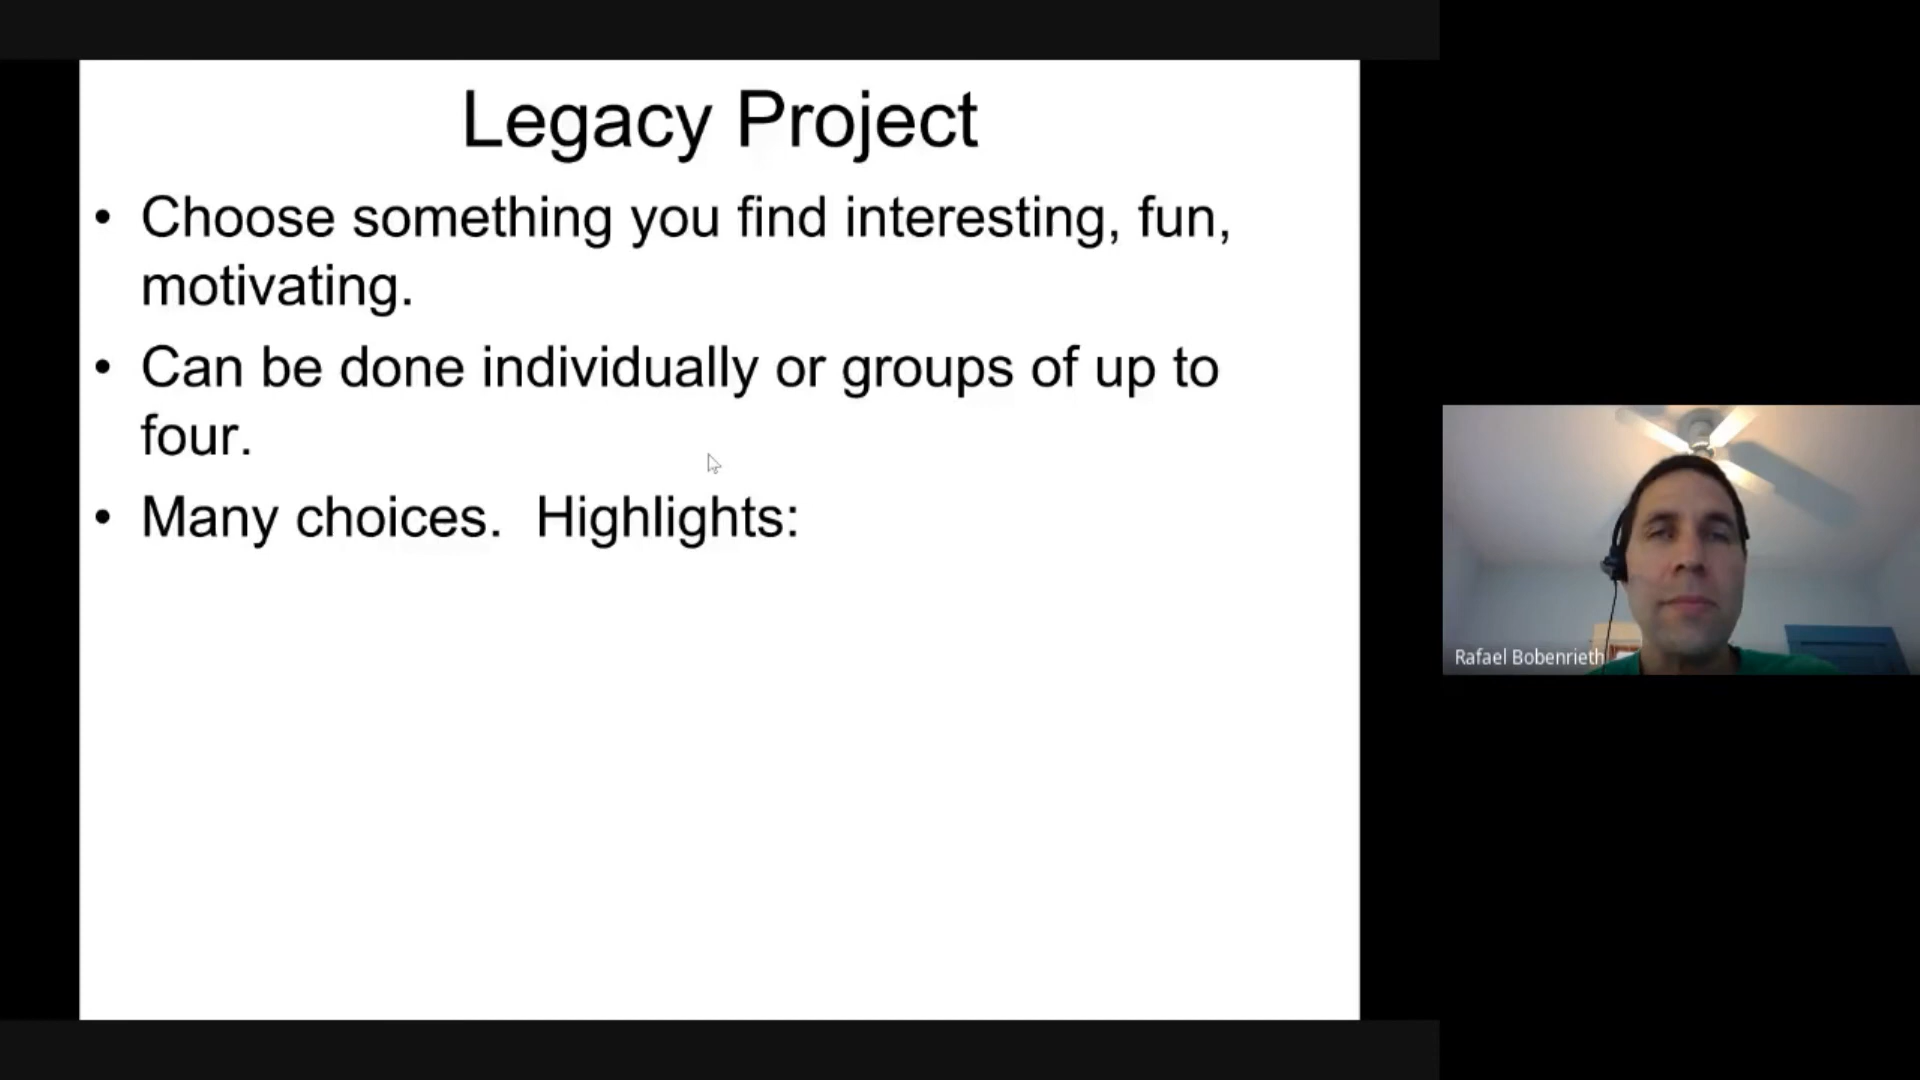 Legacy Project
• Choose something you find interesting, fun,
motivating.
• Can be done individually or groups of up to
four.
• Many choices.  Highlights:
Rafael Bobenrieth